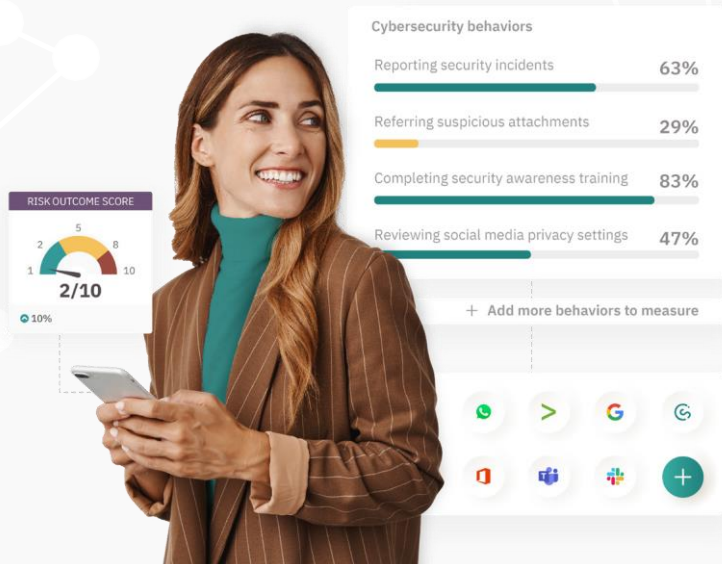 Cybersecurity behaviors
Reporting security incidents 63%
Referring suspicious attachments 29%
Completing security awareness training 83%
Reviewing social media privacy settings 47%
+ Add more behaviors to measure
RISK OUTCOME SCORE
5
2 8
1 10
2/10
10%